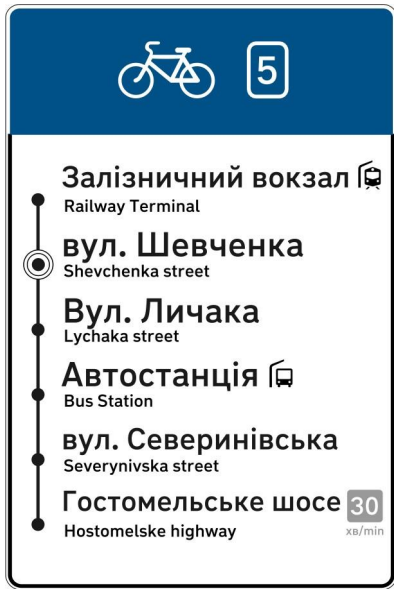 5
Залізничний вокзал
Railway Terminal
вул. Шевченка
Shevchenka street
Вул. Личака
Lychaka street
Автостанція
Bus Station
вул. Северинівська
Severynivska street
Гостомельське шосе 30
Hostomelske highway хв/min